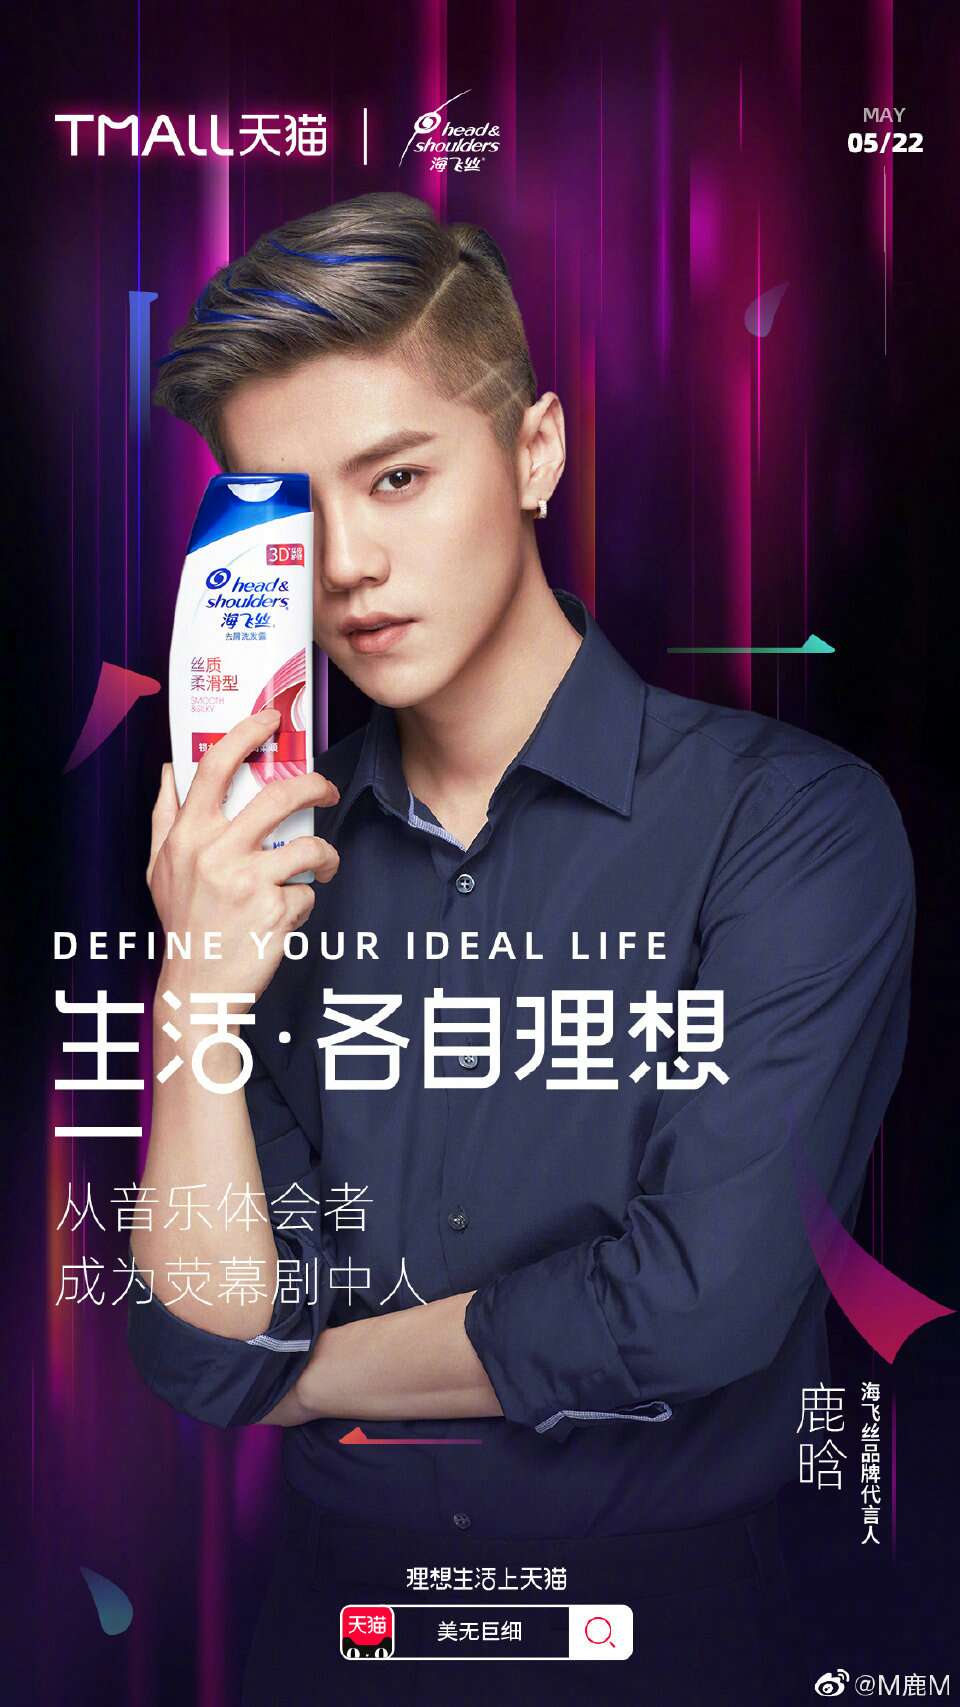 TMALL天猫
head&
shoulders
海飞丝
MAY
05/22
3D
head&
shoulders
海飞丝
去屑洗发露
丝质
柔滑型
SMOOTH
&SILKY
DEFINE YOUR IDEAL LIFE
生活·各自理想
从音乐体会者
成为荧幕剧中人
鹿晗
海飞丝品牌代言人
理想生活上天猫
天猫
美无巨细
@M鹿M